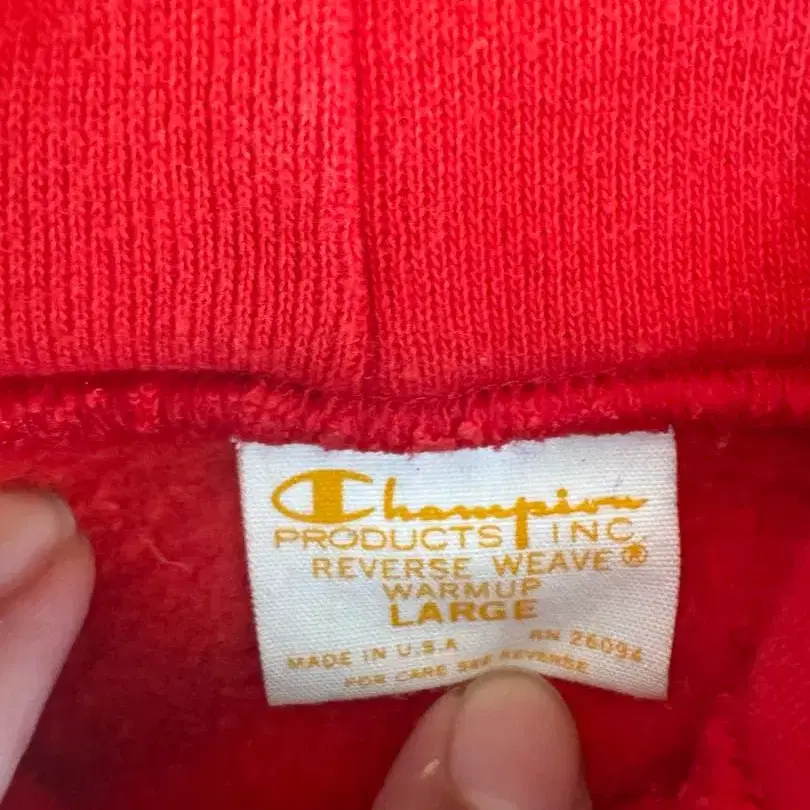 Champion
PRODUCTS INC.
REVERSE WEAVE®
WARMUP
LARGE
MADE IN U.S.A RN 26094
FOR CARE SEE REVERSE